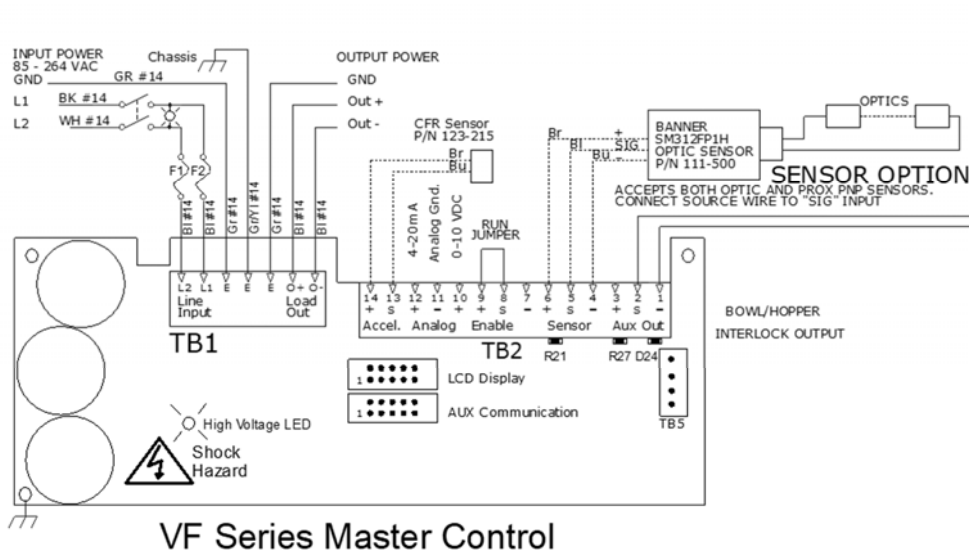 INPUT POWER
85 - 264 VAC
GND
GR #14
L1
BK #14
L2
WH #14
Chassis
OUTPUT POWER
GND
Out +
Out -
F1
F2
Bl #14
Bl #14
Gr #14
Gr/Yl #14
Gr #14
Bl #14
Bl #14
CFR Sensor
P/N 123-215
Br
Bu
4-20mA
Analog Gnd.
0-10 VDC
RUN
JUMPER
Br
Bl
Bu
+
SIG
-
BANNER
SM312FP1H
OPTIC SENSOR
P/N 111-500
OPTICS
SENSOR OPTION
ACCEPTS BOTH OPTIC AND PROX PNP SENSORS.
CONNECT SOURCE WIRE TO "SIG" INPUT
L2 L1 E E E O+ O-
Line
Input
Load
Out
TB1
14 13 12 11 10 9 8 7 6 5 4 3 2 1
+ S + - + + S - + S - + S -
Accel. Analog Enable Sensor Aux Out
TB2
R21
R27
D24
BOWL/HOPPER
INTERLOCK OUTPUT
1
LCD Display
1
AUX Communication
TB5
High Voltage LED
Shock
Hazard
VF Series Master Control